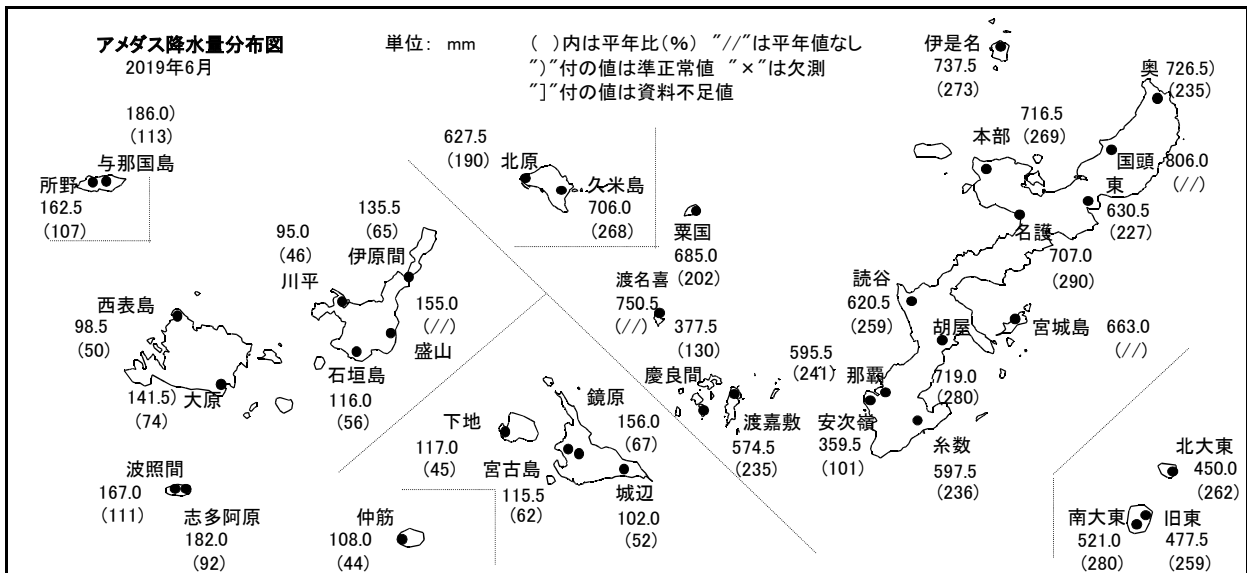 アメダス降水量分布図
2019年6月
単位: mm
( )内は平年比(%) "//"は平年値なし
")"付の値は準正常値 "×"は欠測
"]"付の値は資料不足値
伊是名
737.5
(273)
奥 726.5)
(235)
716.5
(269)
本部
国頭 806.0
(//)
東
630.5
(227)
名護
707.0
(290)
186.0)
(113)
与那国島
所野
162.5
(107)
627.5
(190)
北原
久米島
706.0
(268)
粟国
685.0
(202)
渡名喜
750.5
(//)
377.5
(130)
慶良間
渡嘉敷
574.5
(235)
読谷
620.5
(259)
胡屋
719.0
(280)
宮城島 663.0
(//)
595.5
(241)
那覇
安次嶺
359.5
(101)
糸数
597.5
(236)
135.5
(65)
伊原間
95.0
(46)
川平
155.0
(//)
盛山
石垣島
116.0
(56)
西表島
98.5
(50)
大原
141.5)
(74)
波照間
167.0
(111)
志多阿原
182.0
(92)
仲筋
108.0
(44)
下地
117.0
(45)
鏡原
156.0
(67)
宮古島
115.5
(62)
城辺
102.0
(52)
北大東
450.0
(262)
南大東
521.0
(280)
旧東
477.5
(259)